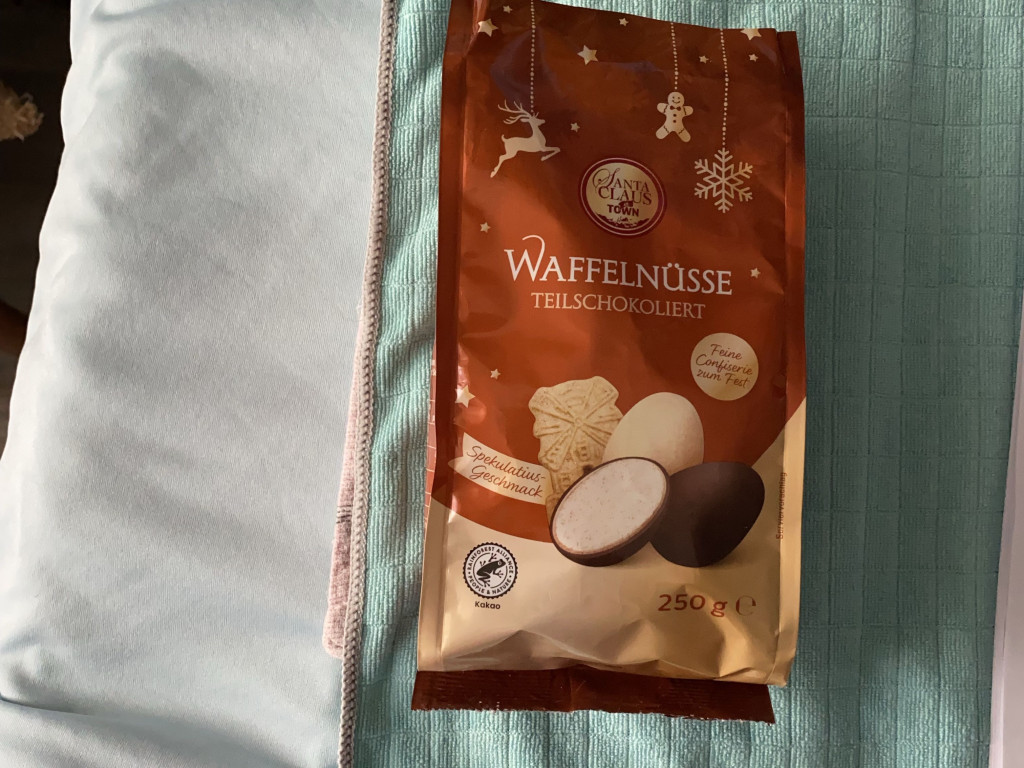 SANTA
CLAUS
TOWN
WAFFELNÜSSE
TEILSCHOKOLIERT
Feine
Confiserie
zum Fest
Spekulatius-
Geschmack
RAINFOREST ALLIANCE
PEOPLE & NATURE
Kakao
250 g ℮